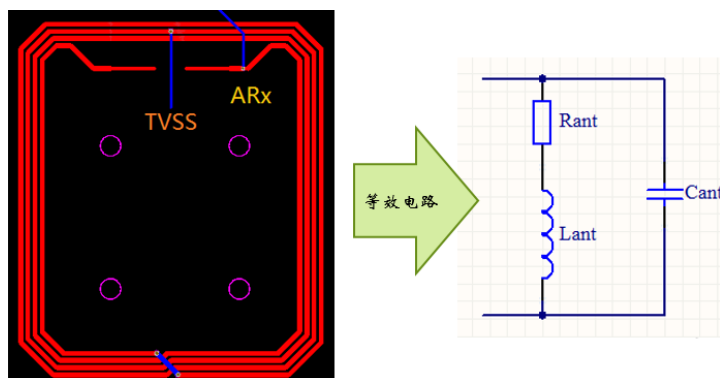 ARx
TVSS
等效电路
Rant
Lant
Cant